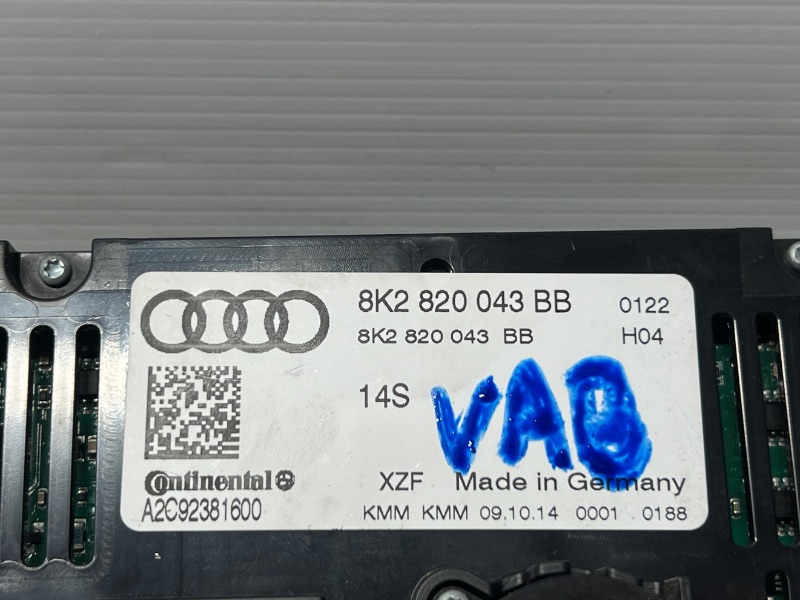 8K2 820 043 BB 0122
8K2 820 043 BB H04
14S VAB
Continental
A2C92381600
XZF Made in Germany
KMM KMM 09.10.14 0001 0188